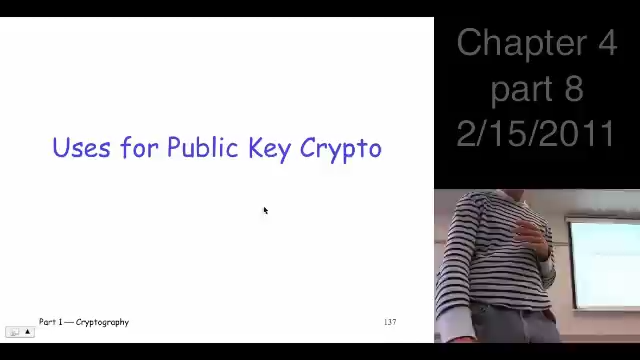 Uses for Public Key Crypto
Part 1 — Cryptography
137
Chapter 4
part 8
2/15/2011